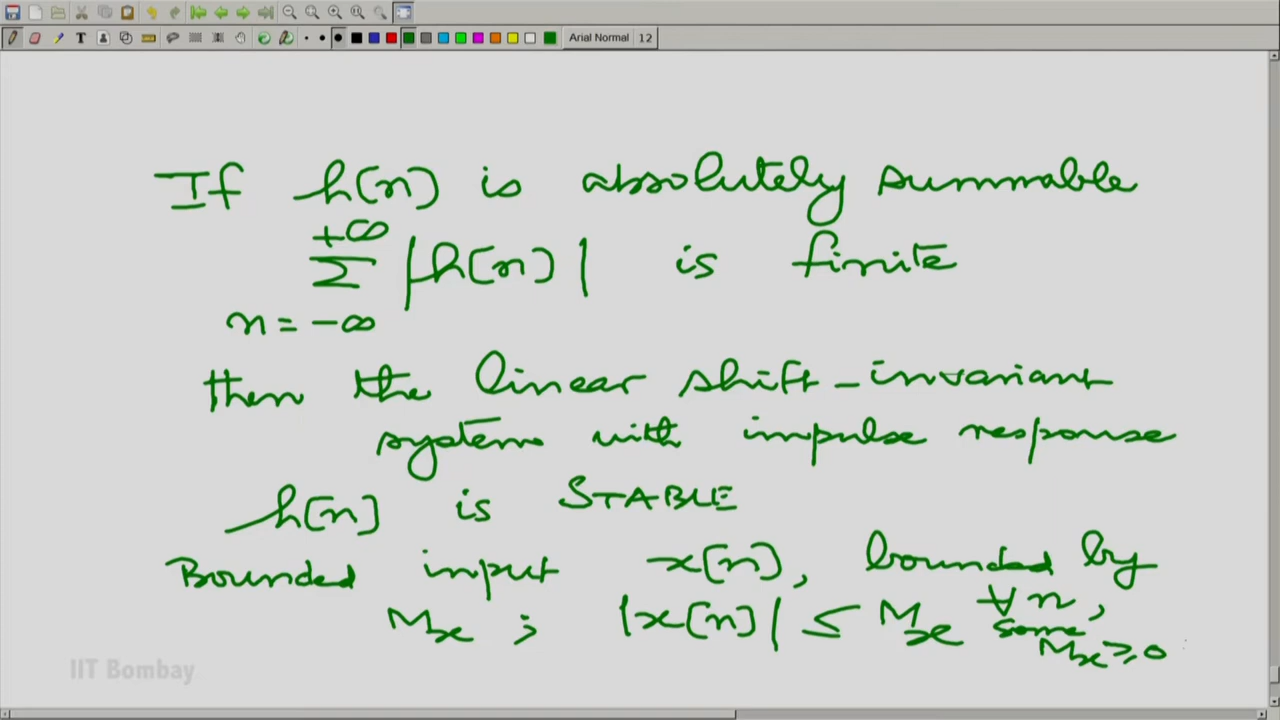 Arial Normal 12
If h[n] is absolutely summable
+∞
Σ |h[n]| is finite
n = -∞
then the linear shift-invariant
system with impulse response
h[n] is STABLE
Bounded input x[n], bounded by
Mx ; |x[n]| ≤ Mx ∀ n,
some
Mx ≥ 0
IIT Bombay